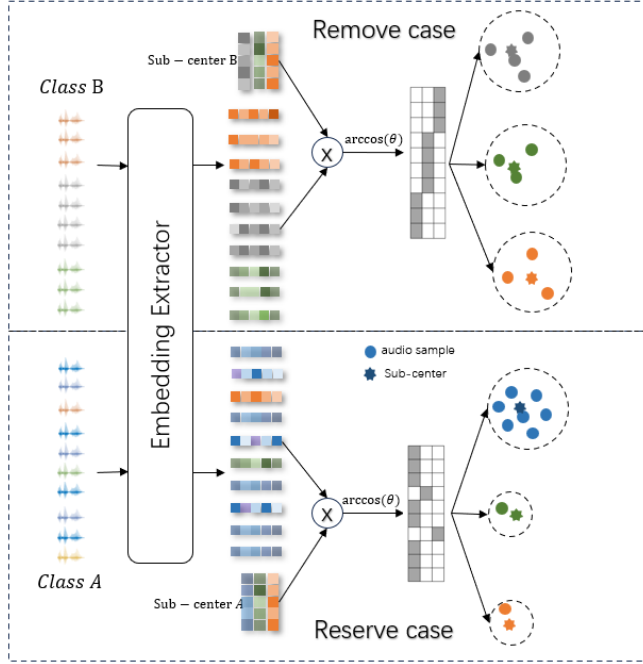 Remove case
Sub − center B
Class B
X
arccos(θ)
Embedding Extractor
audio sample
Sub-center
X
arccos(θ)
Class A
Sub − center A
Reserve case